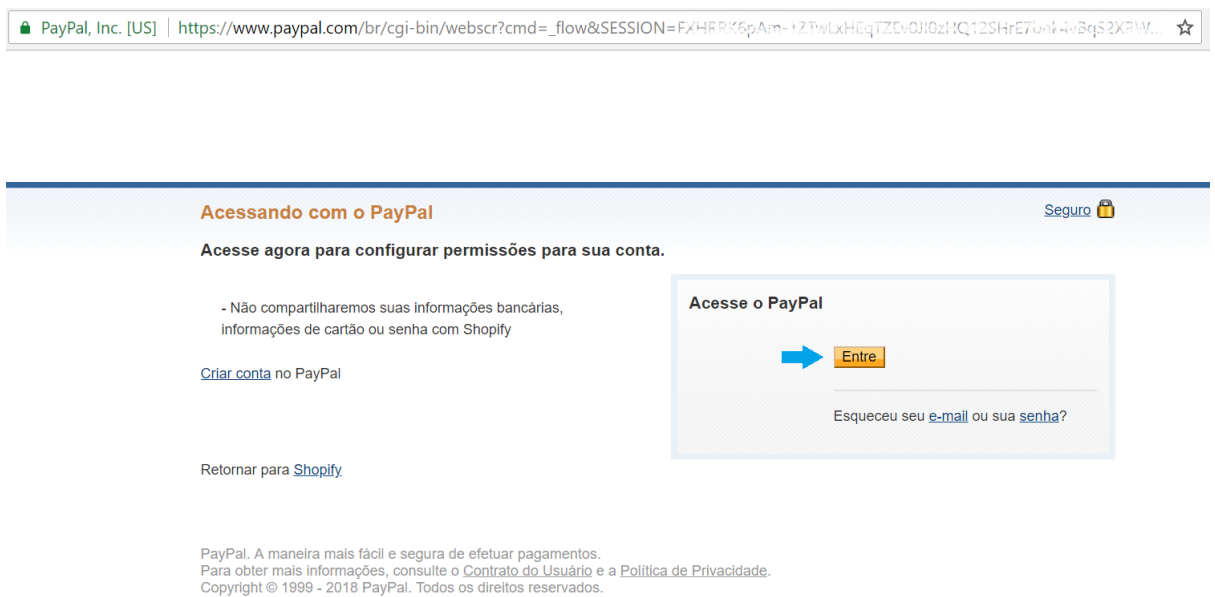 PayPal, Inc. [US] https://www.paypal.com/br/cgi-bin/webscr?cmd=_flow&SESSION=
Acessando com o PayPal
Seguro
Acesse agora para configurar permissões para sua conta.
- Não compartilharemos suas informações bancárias,
informações de cartão ou senha com Shopify
Criar conta no PayPal
Retornar para Shopify
Acesse o PayPal
Entre
Esqueceu seu e-mail ou sua senha?
PayPal. A maneira mais fácil e segura de efetuar pagamentos.
Para obter mais informações, consulte o Contrato do Usuário e a Política de Privacidade.
Copyright © 1999 - 2018 PayPal. Todos os direitos reservados.